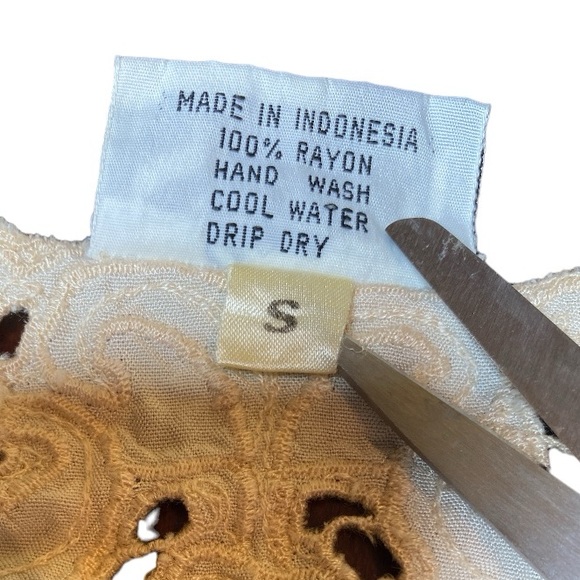 MADE IN INDONESIA
100% RAYON
HAND WASH
COOL WATER
DRIP DRY
S